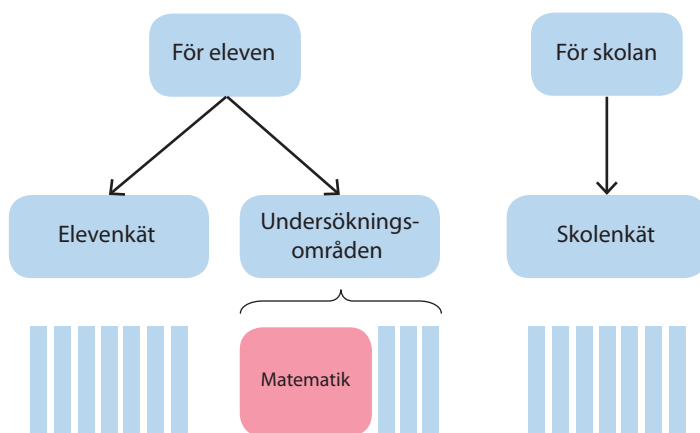 För eleven
För skolan
Elevenkät
Undersöknings-
områden
Skolenkät
Matematik